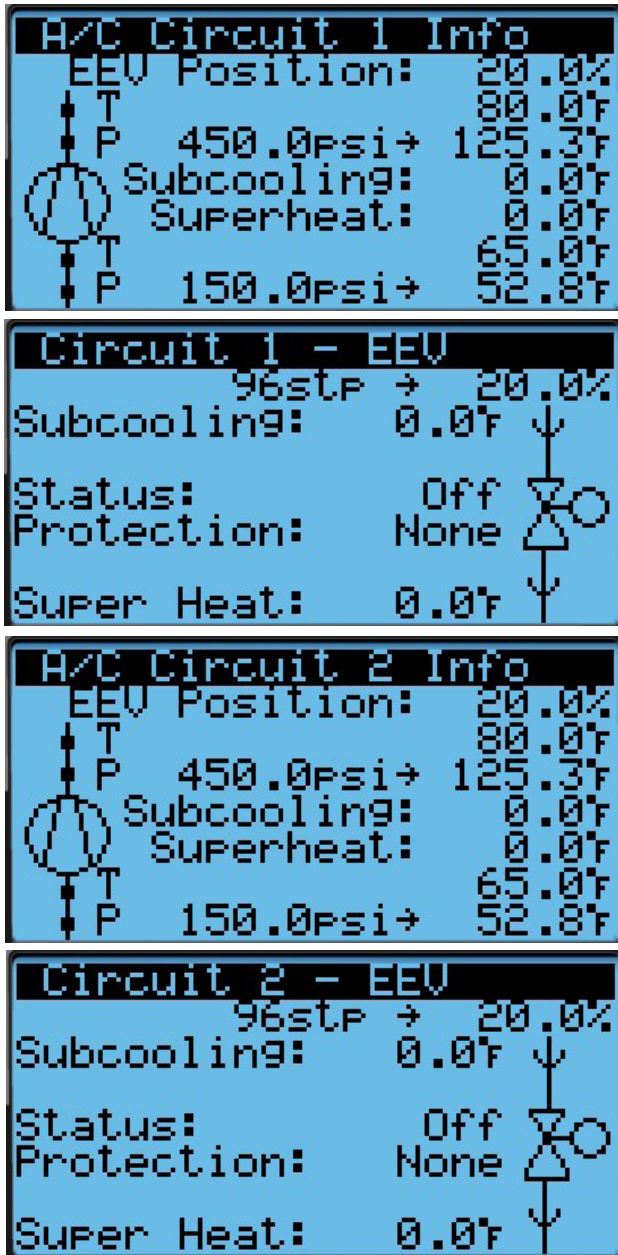 A/C Circuit 1 Info
EEV Position: 20.0%
T 80.0°F
P 450.0psi→ 125.3°F
Subcooling: 0.0°F
Superheat: 0.0°F
T 65.0°F
P 150.0psi→ 52.8°F
Circuit 1 - EEV
96stp → 20.0%
Subcooling: 0.0°F
Status: Off
Protection: None
Super Heat: 0.0°F
A/C Circuit 2 Info
EEV Position: 20.0%
T 80.0°F
P 450.0psi→ 125.3°F
Subcooling: 0.0°F
Superheat: 0.0°F
T 65.0°F
P 150.0psi→ 52.8°F
Circuit 2 - EEV
96stp → 20.0%
Subcooling: 0.0°F
Status: Off
Protection: None
Super Heat: 0.0°F